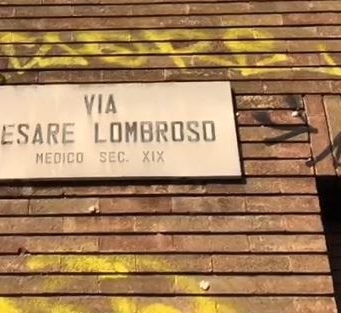 VIA
ESARE LOMBROSO
MEDICO SEC. XIX